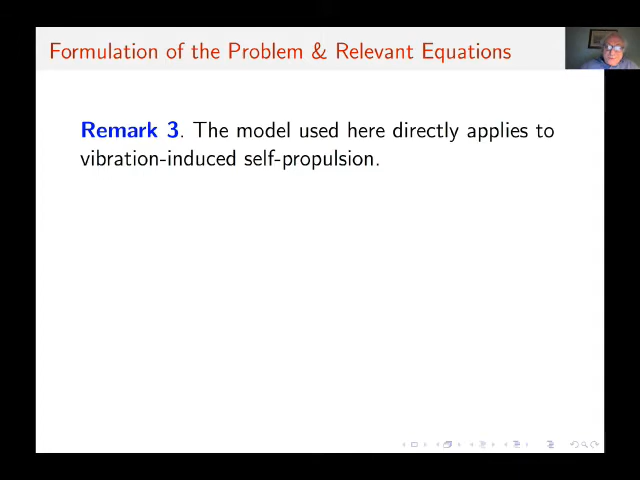 Formulation of the Problem & Relevant Equations
Remark 3. The model used here directly applies to
vibration-induced self-propulsion.